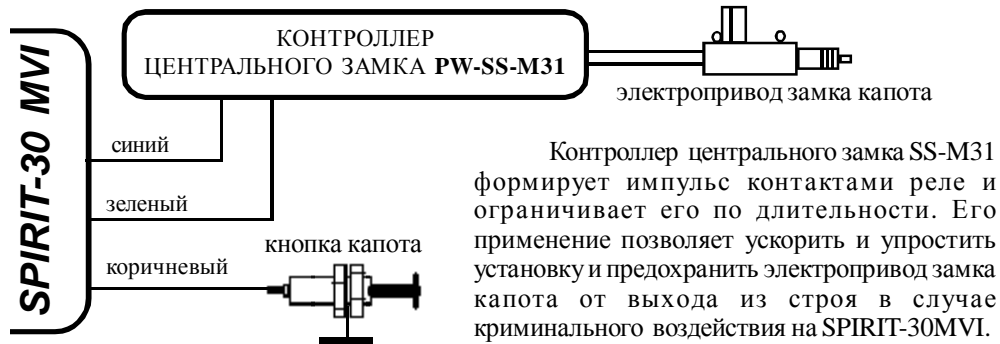 SPIRIT-30 MVI
КОНТРОЛЛЕР
ЦЕНТРАЛЬНОГО ЗАМКА PW-SS-M31
электропривод замка капота
синий
зеленый
коричневый
кнопка капота
Контроллер центрального замка SS-M31
формирует импульс контактами реле и
ограничивает его по длительности. Его
применение позволяет ускорить и упростить
установку и предохранить электропривод замка
капота от выхода из строя в случае
криминального воздействия на SPIRIT-30MVI.